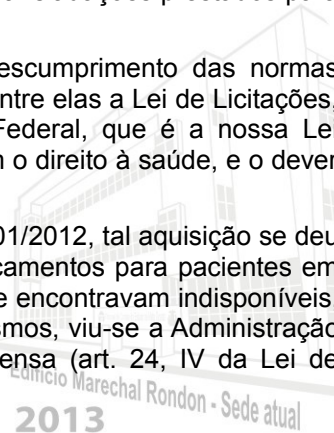 escumprimento das normas
entre elas a Lei de Licitações,
Federal, que é a nossa Le
o direito à saúde, e o dever
01/2012, tal aquisição se deu
camentos para pacientes em
e encontravam indisponíveis
smos, viu-se a Administração
ensa (art. 24, IV da Lei de
Edifício Marechal Rondon - Sede atual
2013